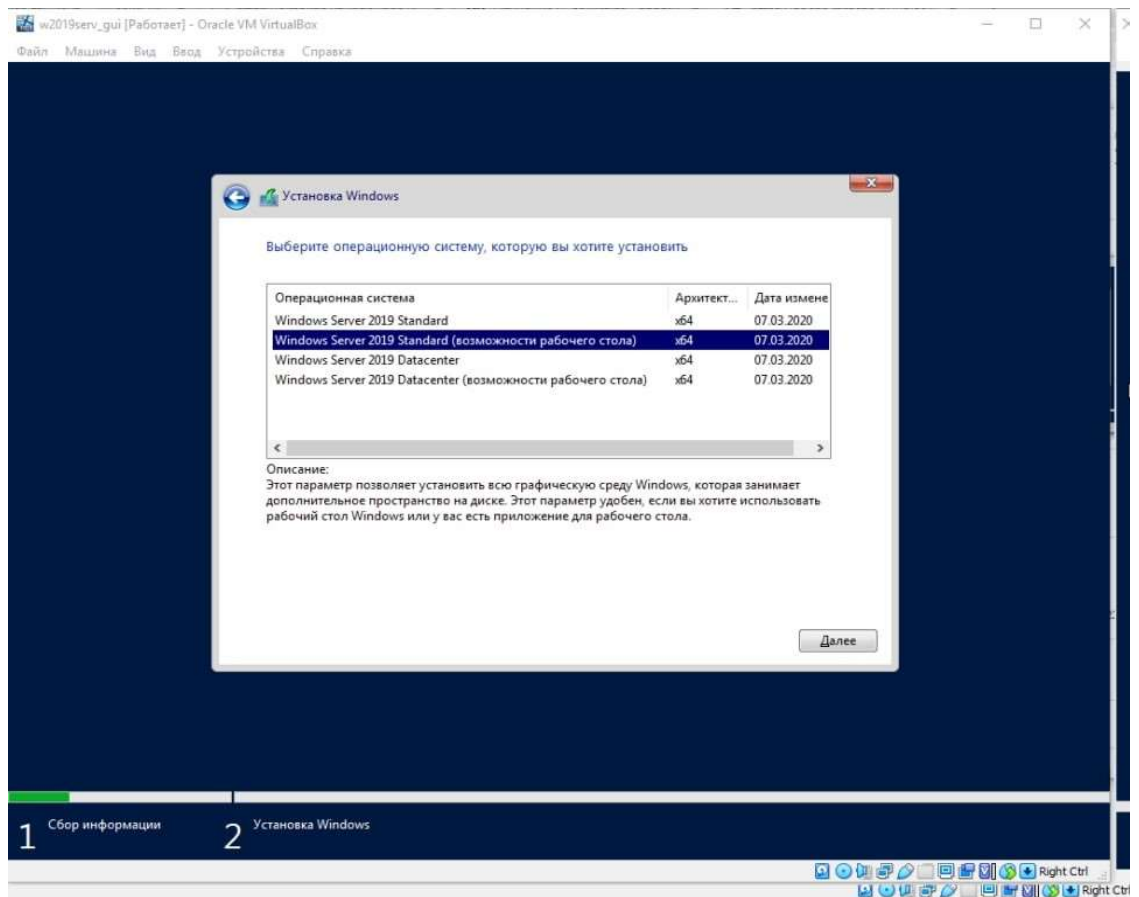 w2019serv_gui [Работает] - Oracle VM VirtualBox
Файл Машина Вид Ввод Устройства Справка
Установка Windows
Выберите операционную систему, которую вы хотите установить
Операционная система Архитект... Дата измене
Windows Server 2019 Standard x64 07.03.2020
Windows Server 2019 Standard (возможности рабочего стола) x64 07.03.2020
Windows Server 2019 Datacenter x64 07.03.2020
Windows Server 2019 Datacenter (возможности рабочего стола) x64 07.03.2020
Описание:
Этот параметр позволяет установить всю графическую среду Windows, которая занимает
дополнительное пространство на диске. Этот параметр удобен, если вы хотите использовать
рабочий стол Windows или у вас есть приложение для рабочего стола.
Далее
1 Сбор информации 2 Установка Windows
Right Ctrl
Right Ctrl